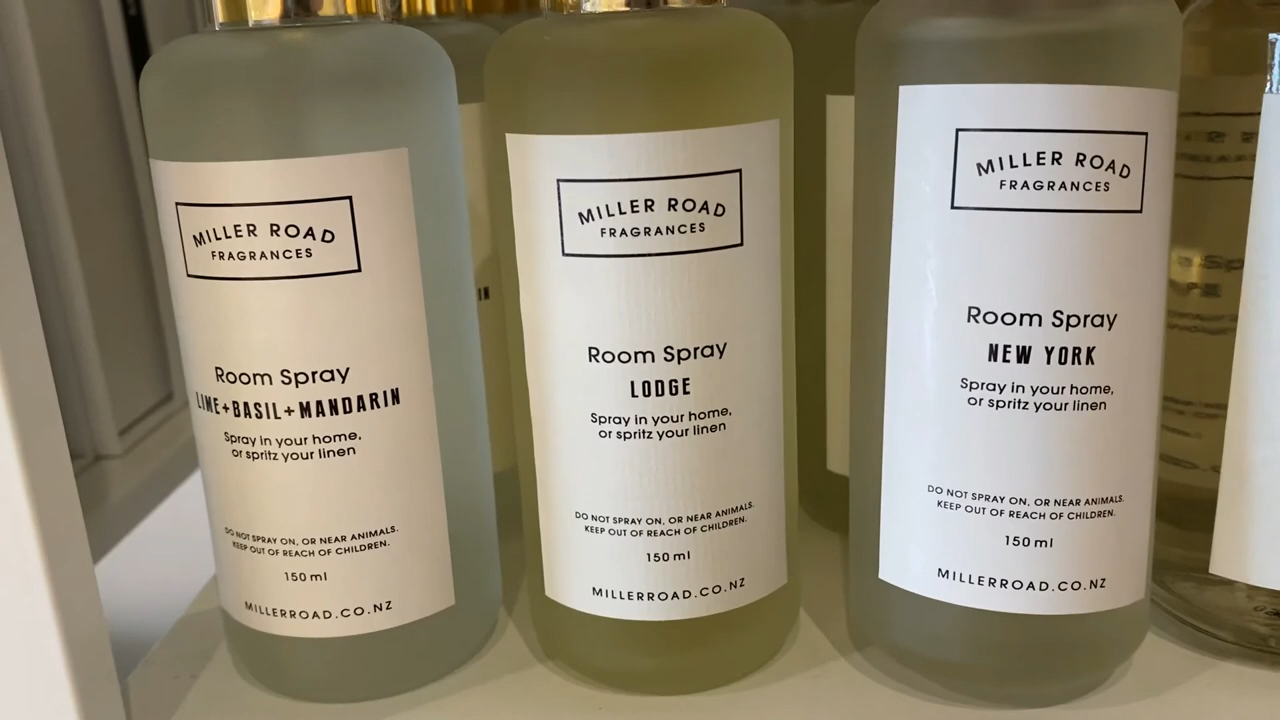 MILLER ROAD
FRAGRANCES
Room Spray
LIME+BASIL+MANDARIN
Spray in your home,
or spritz your linen
DO NOT SPRAY ON, OR NEAR ANIMALS.
KEEP OUT OF REACH OF CHILDREN.
150 ml
MILLERROAD.CO.NZ
MILLER ROAD
FRAGRANCES
Room Spray
LODGE
Spray in your home,
or spritz your linen
DO NOT SPRAY ON, OR NEAR ANIMALS.
KEEP OUT OF REACH OF CHILDREN.
150 ml
MILLERROAD.CO.NZ
MILLER ROAD
FRAGRANCES
Room Spray
NEW YORK
Spray in your home,
or spritz your linen
DO NOT SPRAY ON, OR NEAR ANIMALS.
KEEP OUT OF REACH OF CHILDREN.
150 ml
MILLERROAD.CO.NZ